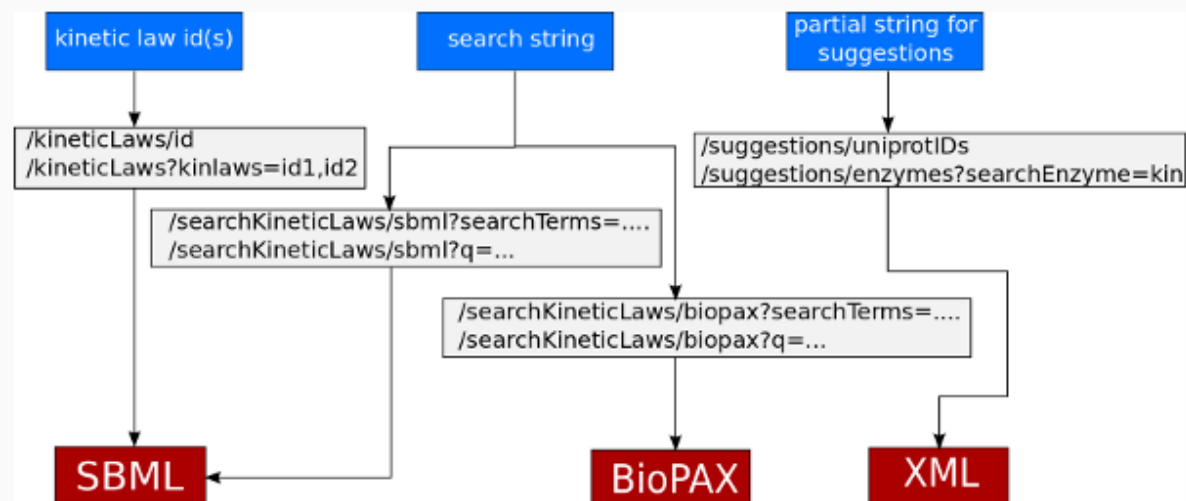 kinetic law id(s)
search string
partial string for
suggestions
/kineticLaws/id
/kineticLaws?kinlaws=id1,id2
/suggestions/uniprotIDs
/suggestions/enzymes?searchEnzyme=kin
/searchKineticLaws/sbml?searchTerms=....
/searchKineticLaws/sbml?q=...
/searchKineticLaws/biopax?searchTerms=....
/searchKineticLaws/biopax?q=...
SBML
BioPAX
XML